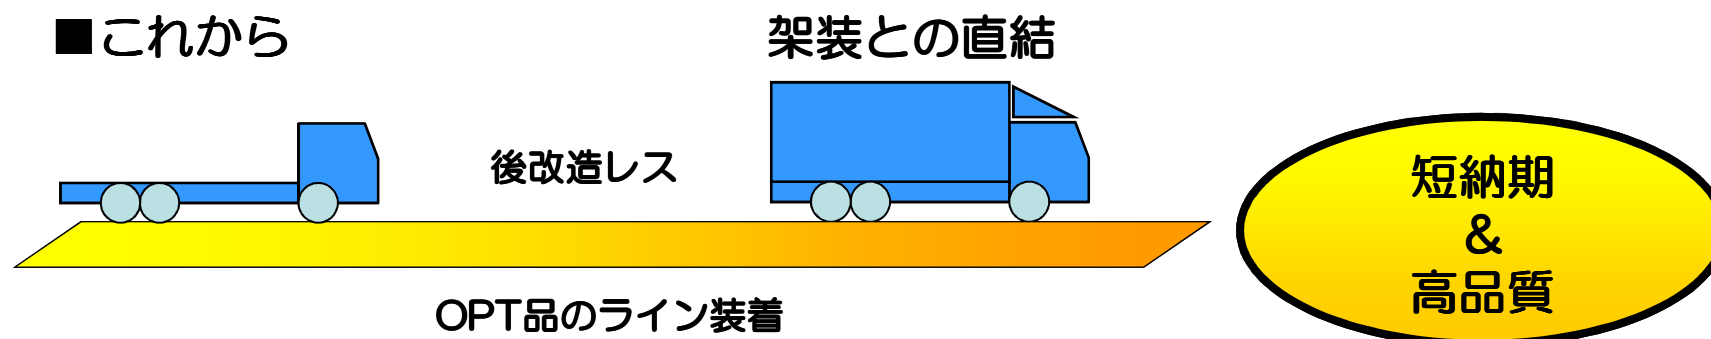 ■これから
架装との直結
後改造レス
OPT品のライン装着
短納期
&
高品質